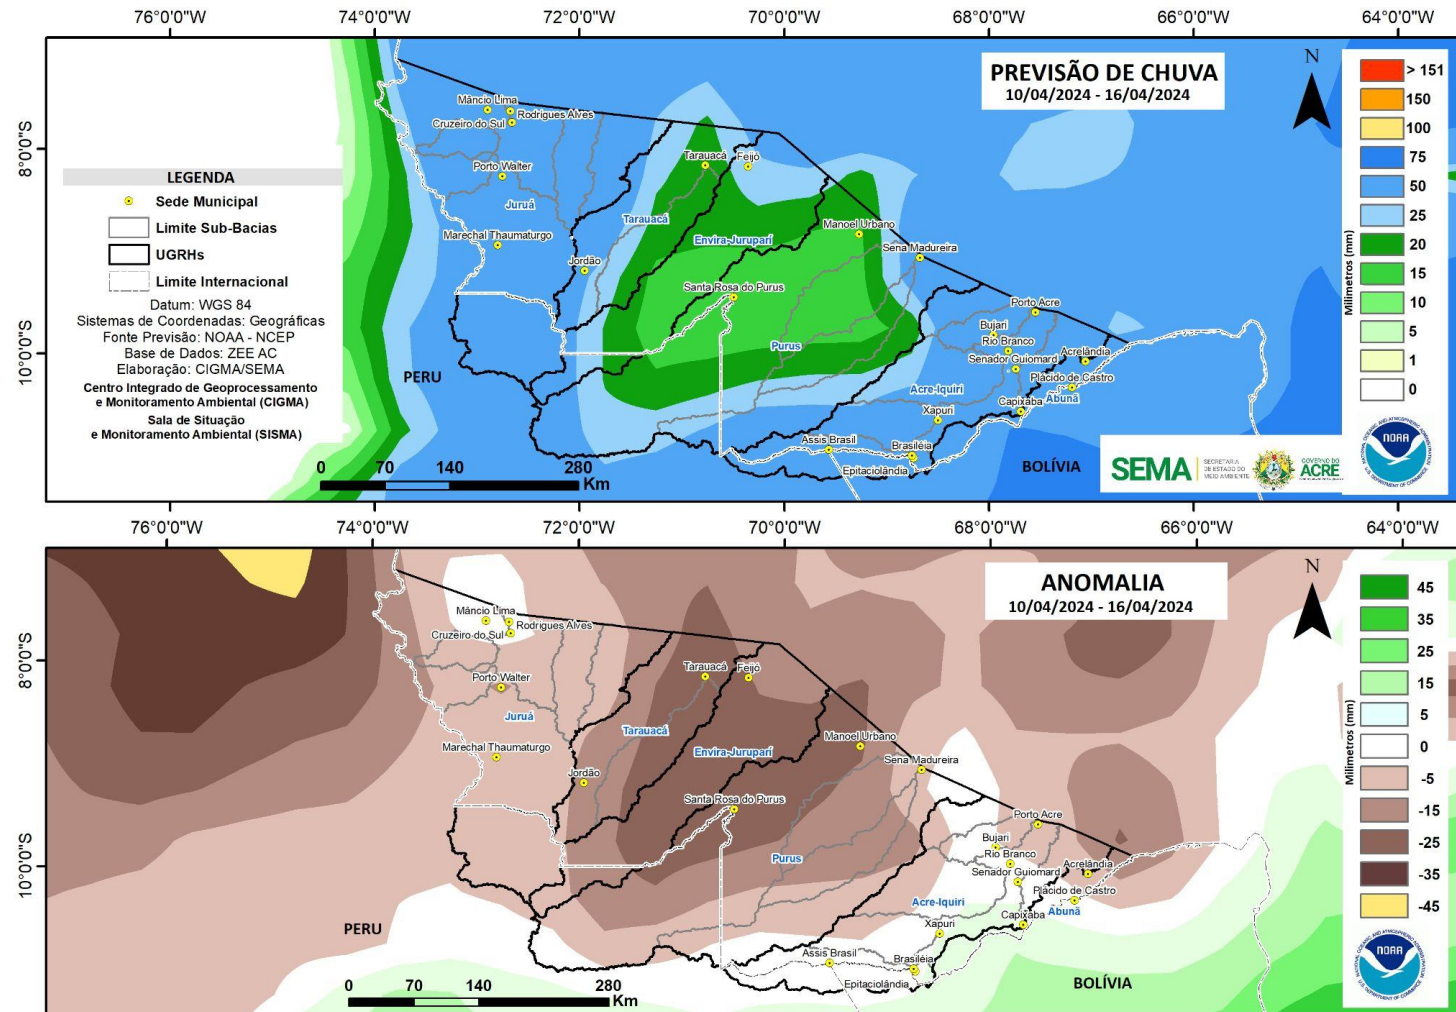 76°0'0"W 74°0'0"W 72°0'0"W 70°0'0"W 68°0'0"W 66°0'0"W 64°0'0"W
PREVISÃO DE CHUVA
10/04/2024 - 16/04/2024
N
> 151
150
100
75
50
25
20
15
10
5
1
0
Milimetros (mm)
8°0'0"S
10°0'0"S
LEGENDA
Sede Municipal
Limite Sub-Bacias
UGRHs
Limite Internacional
Datum: WGS 84
Sistemas de Coordenadas: Geográficas
Fonte Previsão: NOAA - NCEP
Base de Dados: ZEE AC
Elaboração: CIGMA/SEMA
Centro Integrado de Geoprocessamento
e Monitoramento Ambiental (CIGMA)
Sala de Situação
e Monitoramento Ambiental (SISMA)
Mâncio Lima
Rodrigues Alves
Cruzeiro do Sul
Porto Walter
Juruá
Marechal Thaumaturgo
Jordão
Tarauacá
Feijó
Tarauacá
Envira-Jurupari
Manoel Urbano
Sena Madureira
Santa Rosa do Purus
Purus
Porto Acre
Bujari
Rio Branco
Senador Guiomard
Acrelândia
Plácido de Castro
Acre-Iquiri
Abunã
Capixaba
Xapuri
Assis Brasil
Brasiléia
Epitaciolândia
PERU
BOLÍVIA
0 70 140 280
Km
SEMA
SECRETARIA
DE ESTADO DO
MEIO AMBIENTE
GOVERNO DO
ACRE
NOAA
76°0'0"W 74°0'0"W 72°0'0"W 70°0'0"W 68°0'0"W 66°0'0"W 64°0'0"W
ANOMALIA
10/04/2024 - 16/04/2024
N
45
35
25
15
5
0
-5
-15
-25
-35
-45
Milimetros (mm)
8°0'0"S
10°0'0"S
Mâncio Lima
Rodrigues Alves
Cruzeiro do Sul
Porto Walter
Juruá
Marechal Thaumaturgo
Jordão
Tarauacá
Feijó
Tarauacá
Envira-Jurupari
Manoel Urbano
Sena Madureira
Santa Rosa do Purus
Purus
Porto Acre
Bujari
Rio Branco
Senador Guiomard
Acrelândia
Plácido de Castro
Acre-Iquiri
Abunã
Capixaba
Xapuri
Assis Brasil
Brasiléia
Epitaciolândia
PERU
BOLÍVIA
0 70 140 280
Km
NOAA